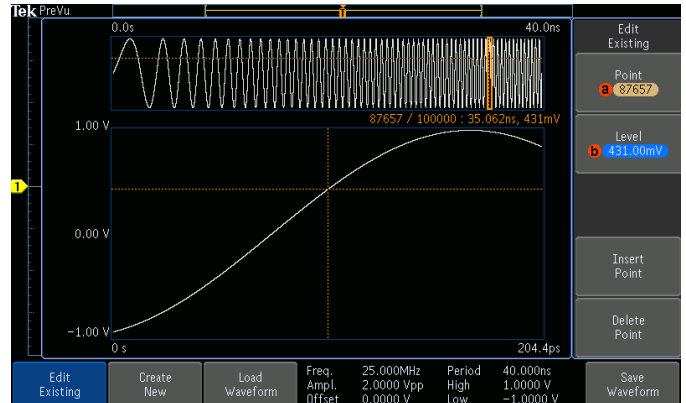 Tek PreVu
T
0.0s 40.0ns
87657 / 100000 : 35.062ns, 431mV
1.00 V
1
0.00 V
-1.00 V
0 s 204.4ps
Edit
Existing
Point
a 87657
Level
b 431.00mV
Insert
Point
Delete
Point
Edit
Existing
Create
New
Load
Waveform
Freq. 25.000MHz Period 40.000ns
Ampl. 2.0000 Vpp High 1.0000 V
Offset 0.0000 V Low -1.0000 V
Save
Waveform